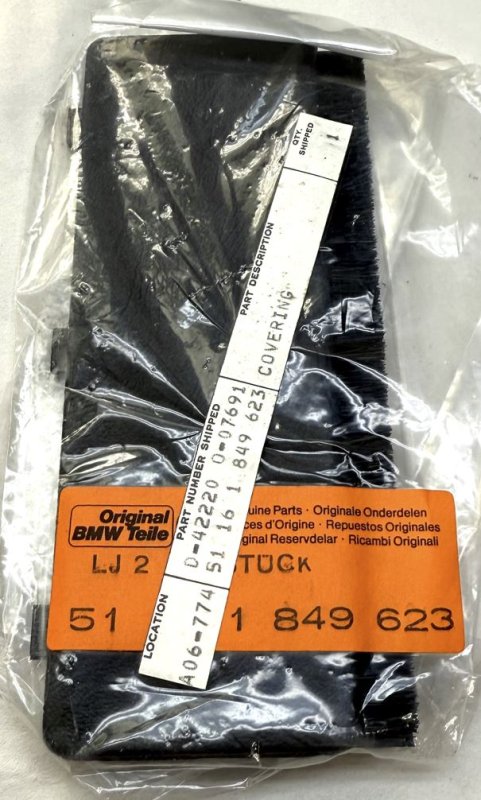 QTY. SHIPPED
1
PART DESCRIPTION
COVERING
PART NUMBER SHIPPED
0-42220 0-07691
51 16 1 849 623
LOCATION
A06-774
Original
BMW Teile
uine Parts · Originale Onderdelen
ces d'Origine · Repuestos Originales
ginal Reservdelar · Ricambi Originali
LJ 2 STÜCK
51 1 849 623